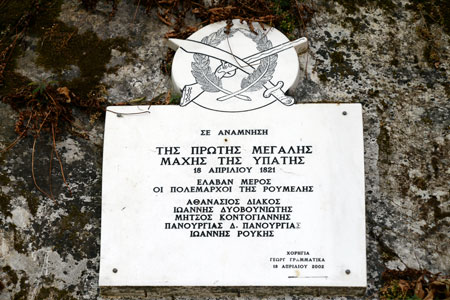 ΣΕ ΑΝΑΜΝΗΣΗ
ΤΗΣ ΠΡΩΤΗΣ ΜΕΓΑΛΗΣ
ΜΑΧΗΣ ΤΗΣ ΥΠΑΤΗΣ
18 ΑΠΡΙΛΙΟΥ 1821
ΕΛΑΒΑΝ ΜΕΡΟΣ
ΟΙ ΠΟΛΕΜΑΡΧΟΙ ΤΗΣ ΡΟΥΜΕΛΗΣ
ΑΘΑΝΑΣΙΟΣ ΔΙΑΚΟΣ
ΙΩΑΝΝΗΣ ΔΥΟΒΟΥΝΙΩΤΗΣ
ΜΗΤΣΟΣ ΚΟΝΤΟΓΙΑΝΝΗΣ
ΠΑΝΟΥΡΓΙΑΣ Δ. ΠΑΝΟΥΡΓΙΑΣ
ΙΩΑΝΝΗΣ ΡΟΥΚΗΣ
ΧΟΡΗΓΙΑ
ΓΕΩΡΓ ΓΡΑΜΜΑΤΙΚΑ
18 ΑΠΡΙΛΙΟΥ 2002